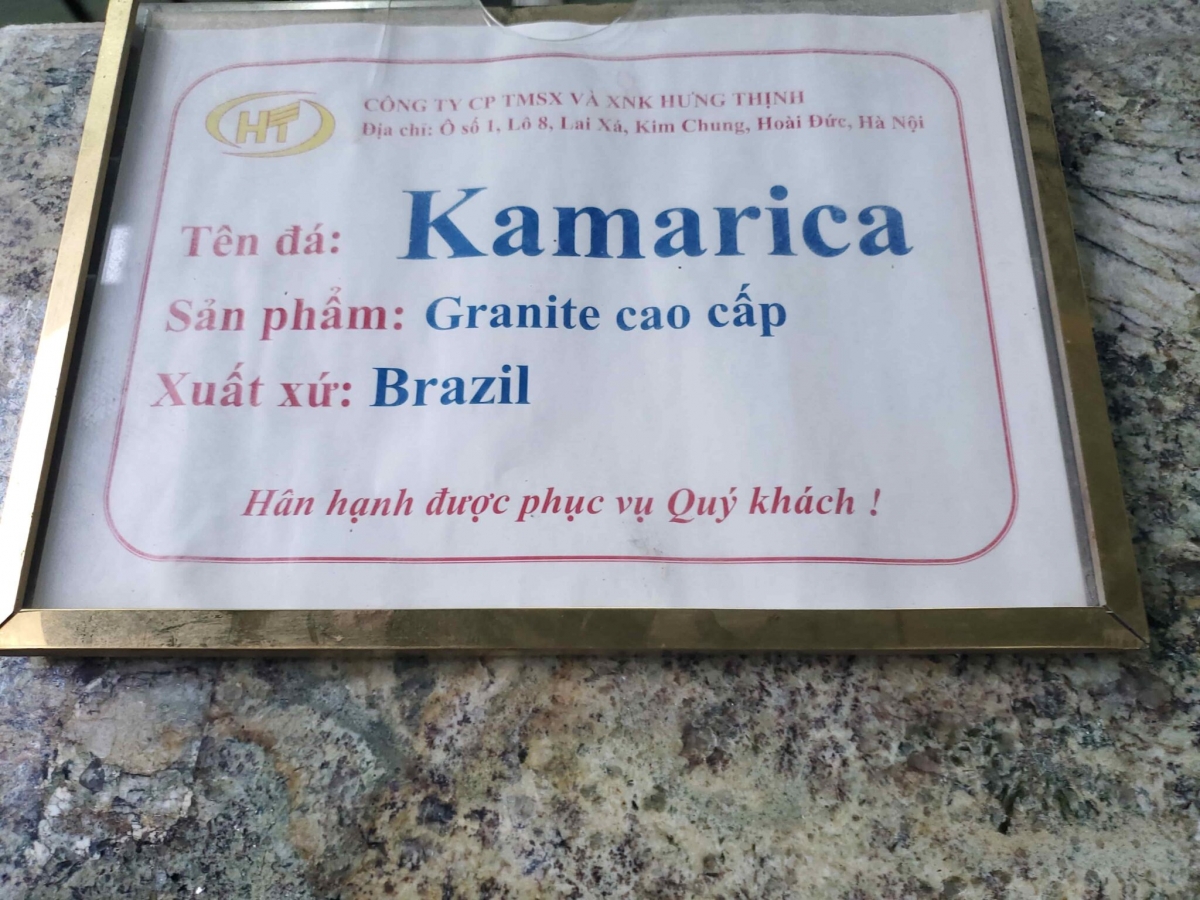 HT
CÔNG TY CP TMSX VÀ XNK HƯNG THỊNH
Địa chỉ: Ô số 1, Lô 8, Lai Xá, Kim Chung, Hoài Đức, Hà Nội
Tên đá: Kamarica
Sản phẩm: Granite cao cấp
Xuất xứ: Brazil
Hân hạnh được phục vụ Quý khách !